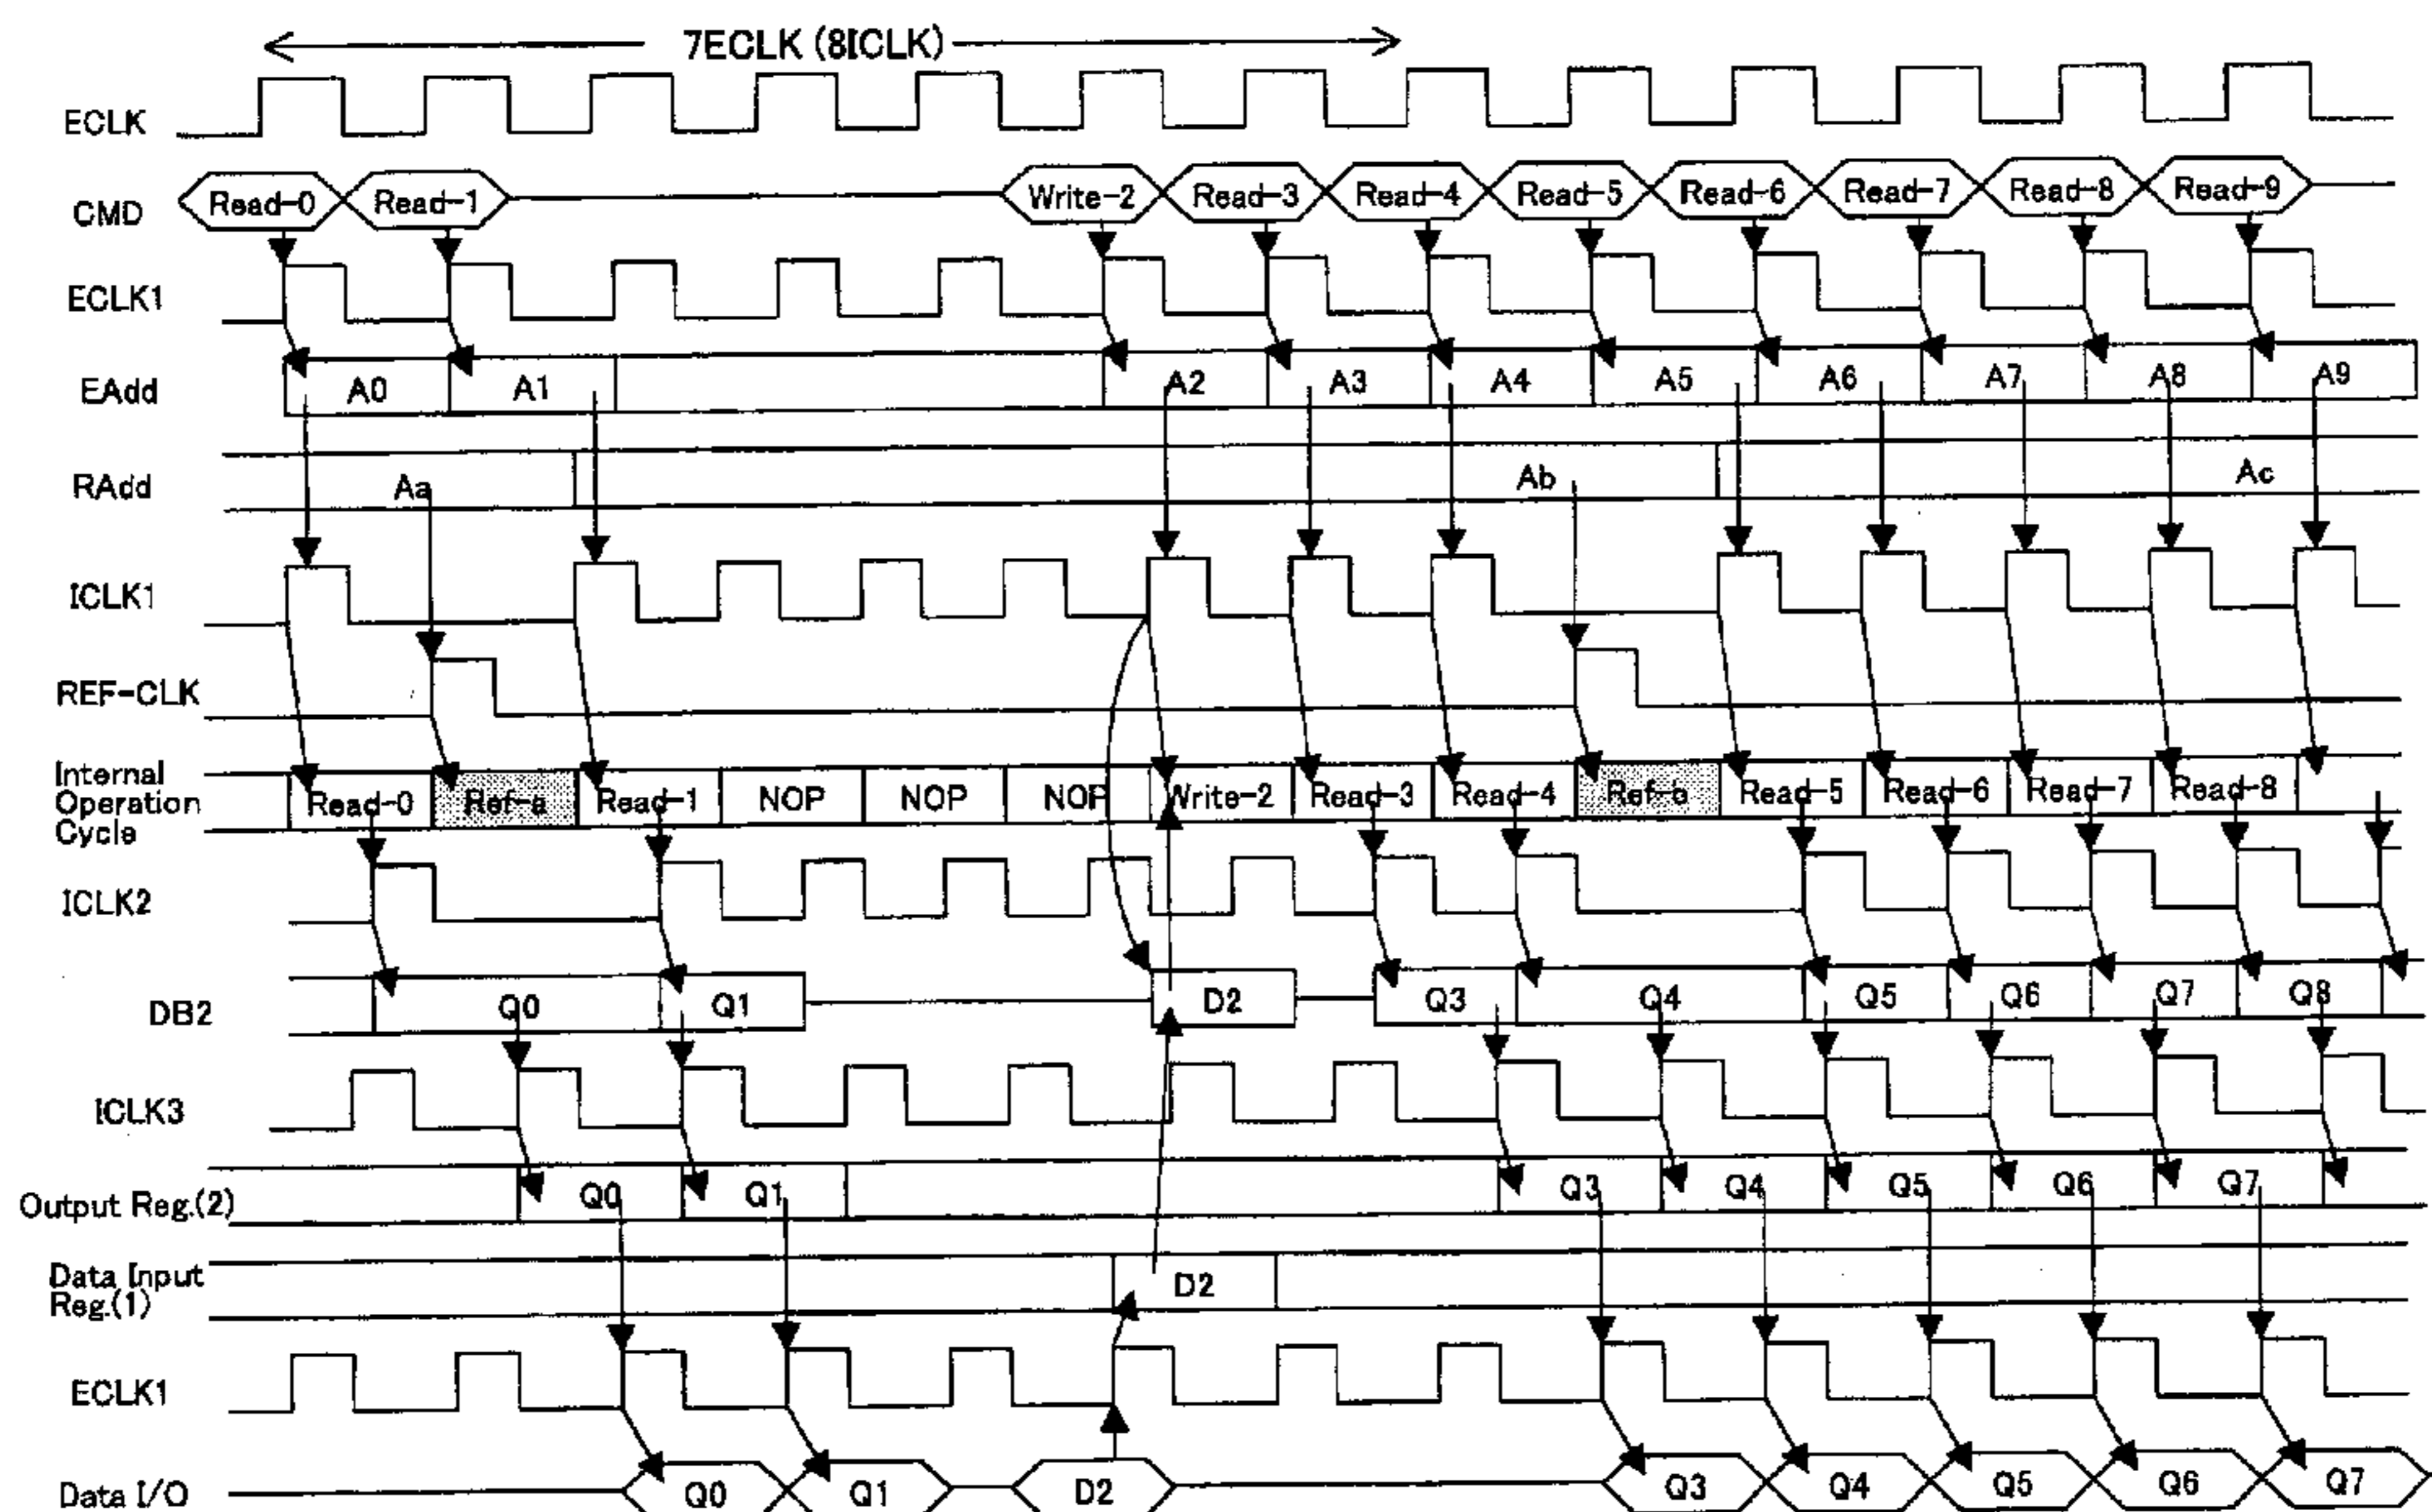 7ECLK (8ICLK)
ECLK
CMD Read-0 Read-1 Write-2 Read-3 Read-4 Read-5 Read-6 Read-7 Read-8 Read-9
ECLK1
EAdd A0 A1 A2 A3 A4 A5 A6 A7 A8 A9
RAdd Aa Ab Ac
ICLK1
REF-CLK
Internal
Operation
Cycle
Read-0 Ref-a Read-1 NOP NOP NOP Write-2 Read-3 Read-4 Ref-b Read-5 Read-6 Read-7 Read-8
ICLK2
DB2 Q0 Q1 D2 Q3 Q4 Q5 Q6 Q7 Q8
ICLK3
Output Reg.(2) Q0 Q1 Q3 Q4 Q5 Q6 Q7
Data Input
Reg.(1)
D2
ECLK1
Data I/O Q0 Q1 D2 Q3 Q4 Q5 Q6 Q7